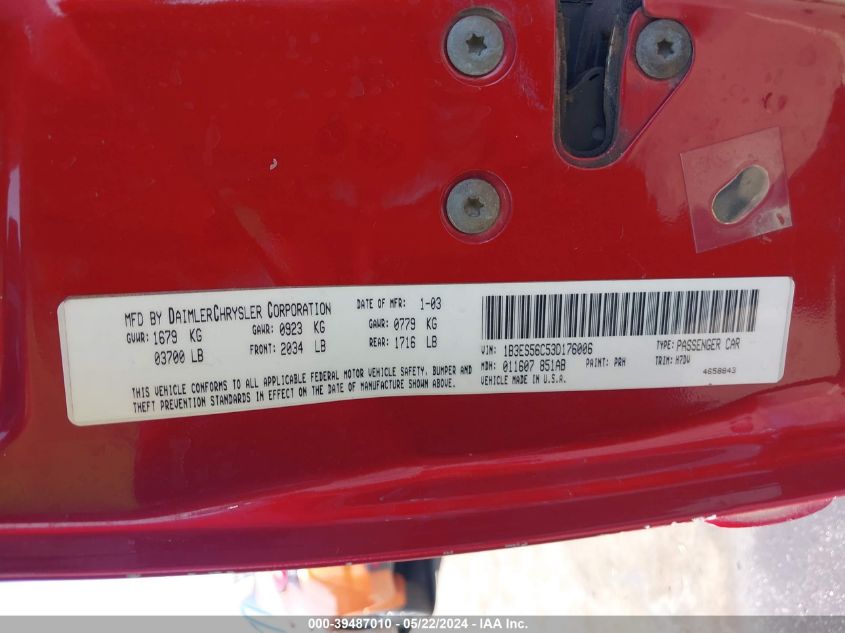 MFD BY DAIMLERCHRYSLER CORPORATION DATE OF MFR: 1-03
GVWR: 1679 KG GAWR: 0923 KG GAWR: 0779 KG
03700 LB FRONT: 2034 LB REAR: 1716 LB
THIS VEHICLE CONFORMS TO ALL APPLICABLE FEDERAL MOTOR VEHICLE SAFETY, BUMPER AND
THEFT PREVENTION STANDARDS IN EFFECT ON THE DATE OF MANUFACTURE SHOWN ABOVE.
VIN: 1B3ES56C53D176006 TYPE: PASSENGER CAR
MDH: 011607 851AB PAINT: PRH TRIM: H7DV
VEHICLE MADE IN U.S.A. 4658843
000-39487010 - 05/22/2024 - IAA Inc.